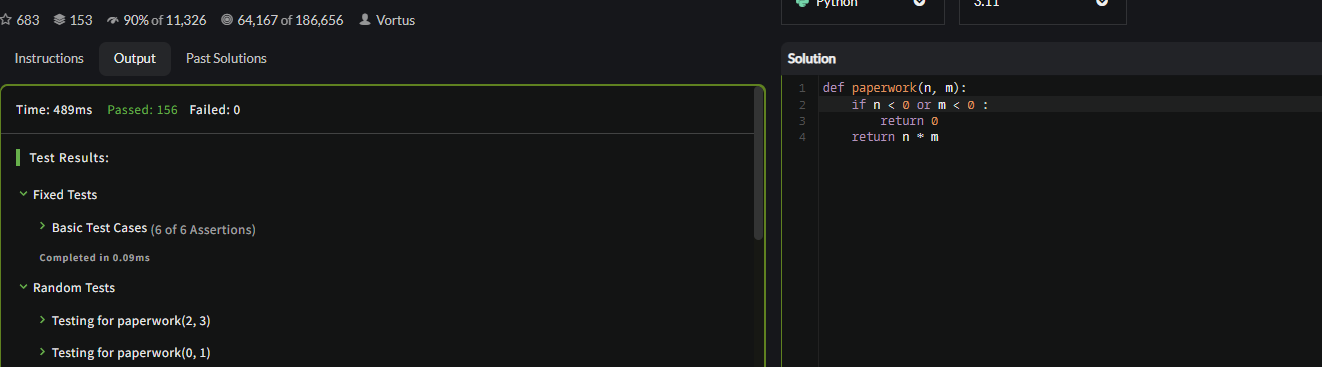 683 153 90% of 11,326 64,167 of 186,656 Vortus
Python 3.11
Instructions Output Past Solutions
Time: 489ms Passed: 156 Failed: 0
Test Results:
Fixed Tests
Basic Test Cases (6 of 6 Assertions)
Completed in 0.09ms
Random Tests
Testing for paperwork(2, 3)
Testing for paperwork(0, 1)
Solution
1 def paperwork(n, m):
2 if n < 0 or m < 0 :
3 return 0
4 return n * m